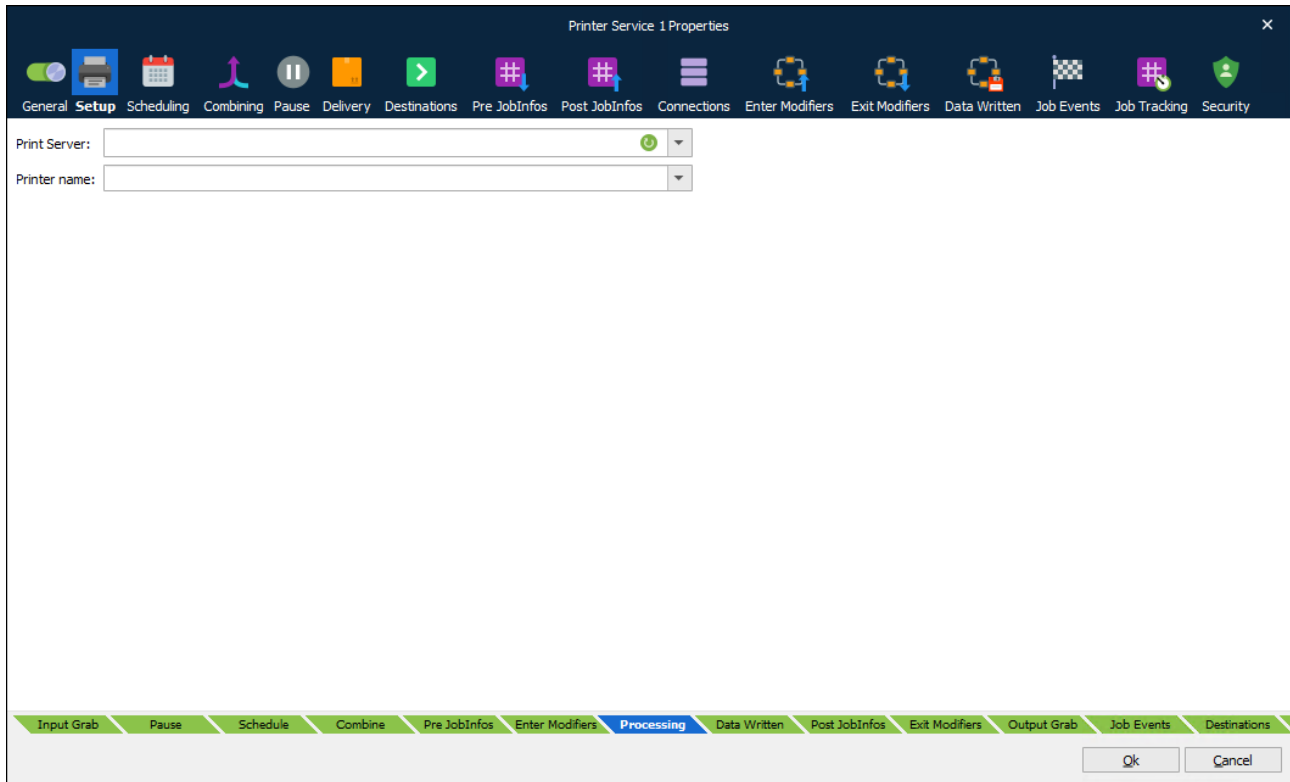 Printer Service 1 Properties
General Setup Scheduling Combining Pause Delivery Destinations Pre JobInfos Post JobInfos Connections Enter Modifiers Exit Modifiers Data Written Job Events Job Tracking Security
Print Server:
Printer name:
Input Grab Pause Schedule Combine Pre JobInfos Enter Modifiers Processing Data Written Post JobInfos Exit Modifiers Output Grab Job Events Destinations
Ok Cancel